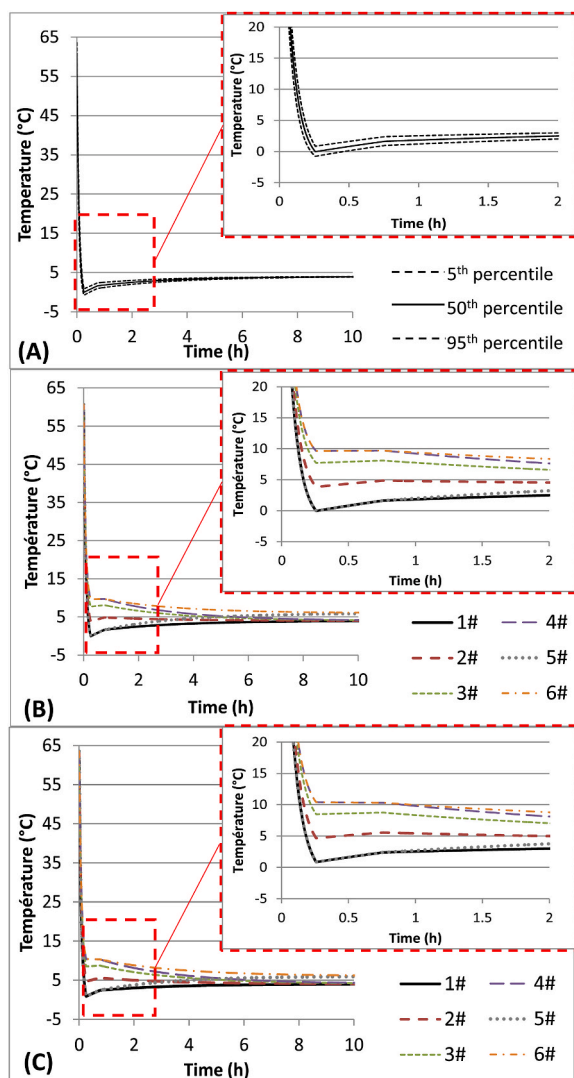 65
55
45
35
25
15
5
-5
Temperature (°C)
0 2 4 6 8 10
Time (h)
20
15
10
5
0
-5
Temperature (°C)
0 0.5 1 1.5 2
Time (h)
5th percentile
50th percentile
95th percentile
(A)
65
55
45
35
25
15
5
-5
Température (°C)
0 2 4 6 8 10
Time (h)
20
15
10
5
0
-5
Température (°C)
0 0.5 1 1.5 2
Time (h)
1# 4#
2# 5#
3# 6#
(B)
65
55
45
35
25
15
5
-5
Température (°C)
0 2 4 6 8 10
Time (h)
20
15
10
5
0
-5
Température (°C)
0 0.5 1 1.5 2
Time (h)
1# 4#
2# 5#
3# 6#
(C)